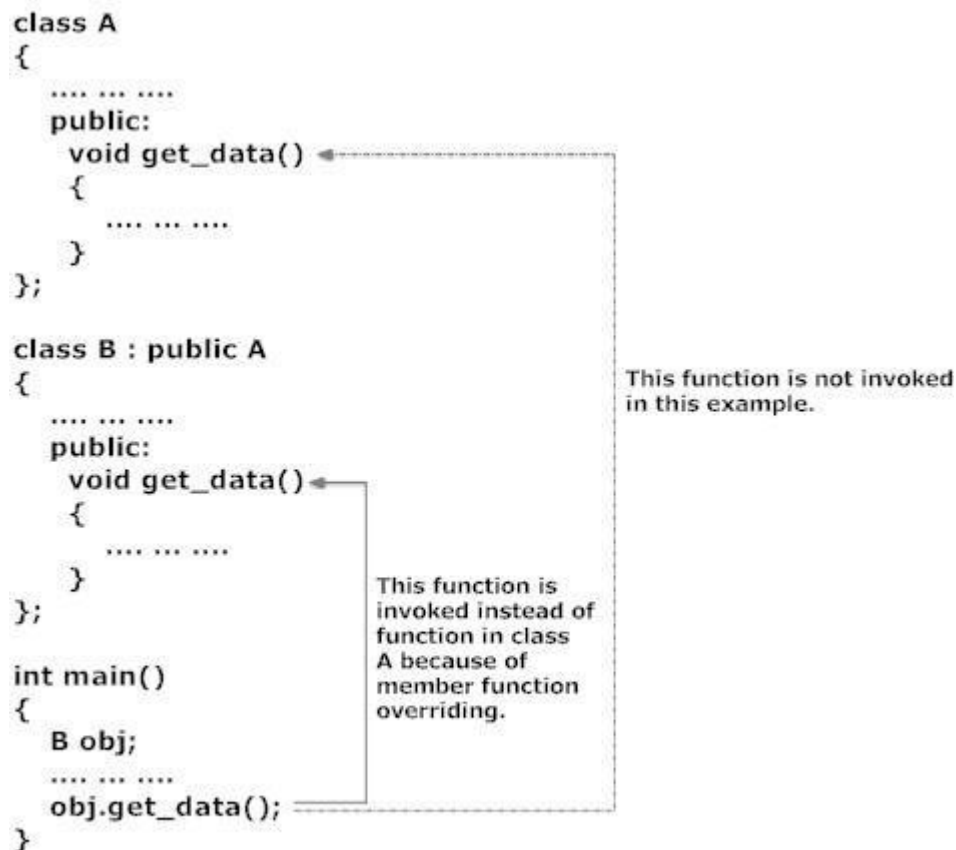 class A
{
.... ... ....
public:
void get_data()
{
.... ... ....
}
};
class B : public A
{
.... ... ....
public:
void get_data()
{
.... ... ....
}
};
int main()
{
B obj;
.... ... ....
obj.get_data();
}
This function is not invoked
in this example.
This function is
invoked instead of
function in class
A because of
member function
overriding.